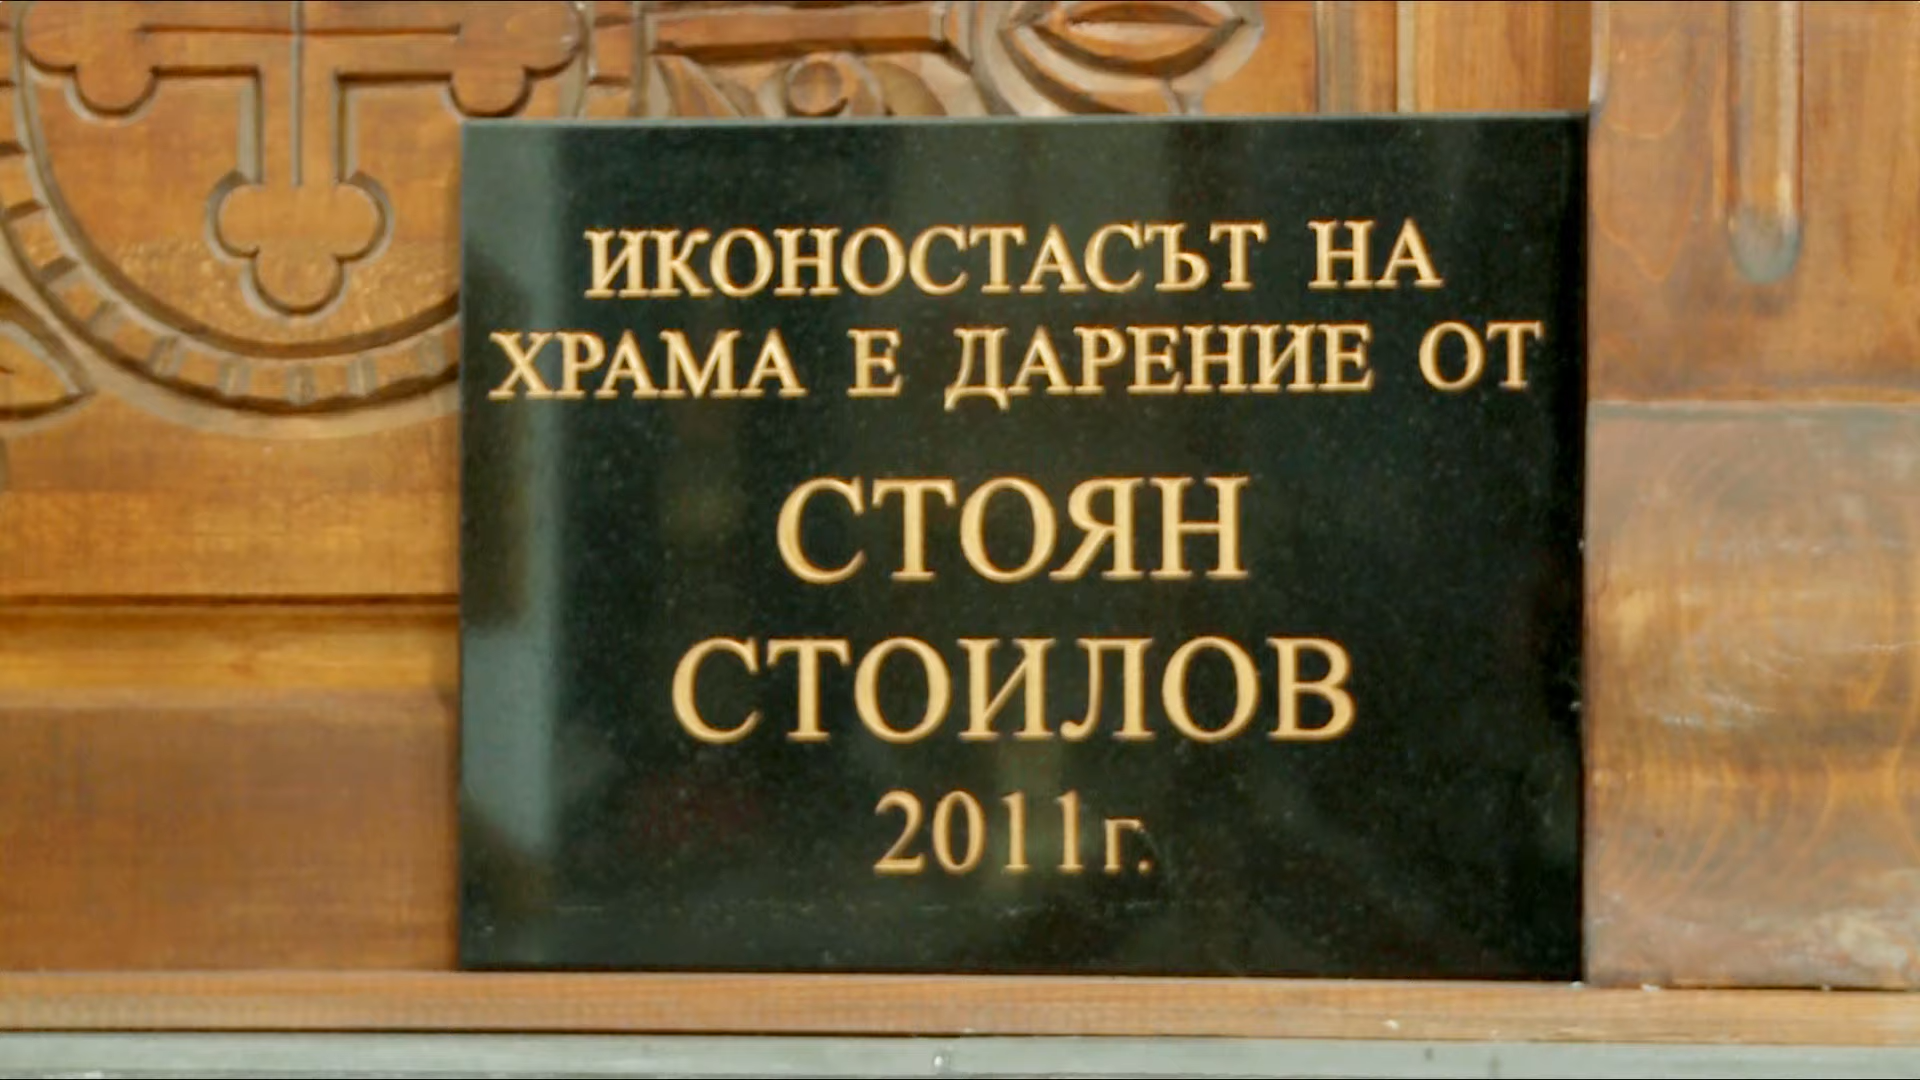 ИКОНОСТАСЪТ НА
ХРАМА Е ДАРЕНИЕ ОТ
СТОЯН
СТОИЛОВ
2011г.